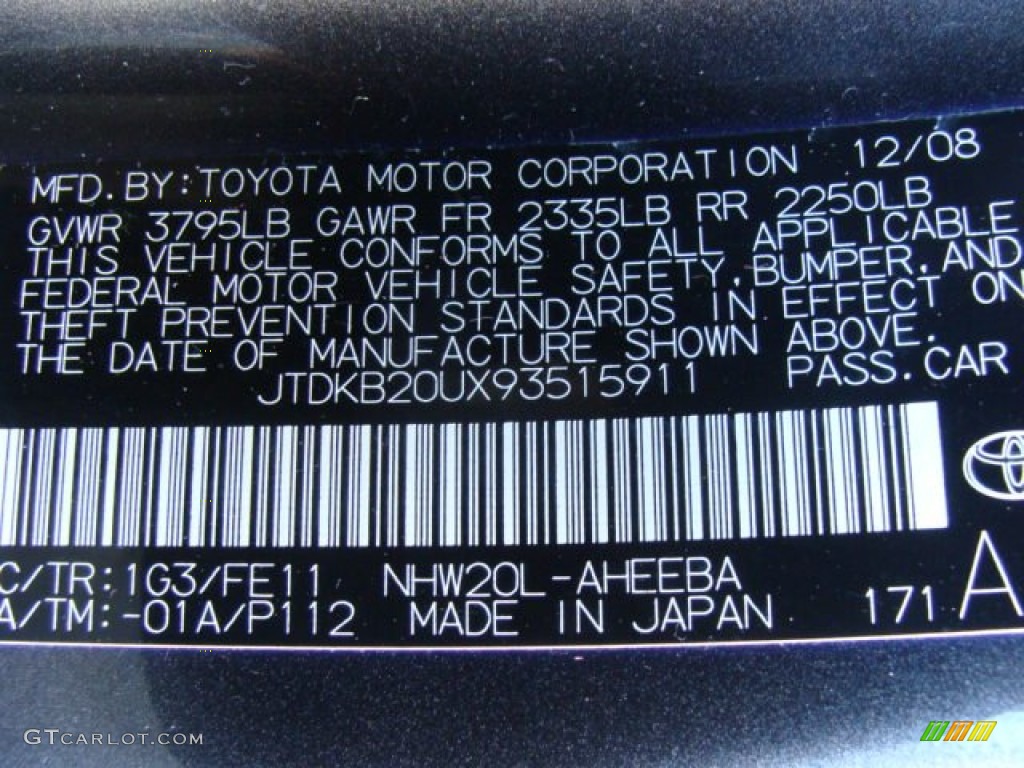 MFD. BY: TOYOTA MOTOR CORPORATION 12/08
GVWR 3795LB GAWR FR 2335LB RR 2250LB
THIS VEHICLE CONFORMS TO ALL APPLICABLE
FEDERAL MOTOR VEHICLE SAFETY, BUMPER, AND
THEFT PREVENTION STANDARDS IN EFFECT ON
THE DATE OF MANUFACTURE SHOWN ABOVE.
JTDKB20UX93515911 PASS. CAR
C/TR: 1G3/FE11 NHW20L-AHEEBA
A/TM: -01A/P112 MADE IN JAPAN 171 A
GTCARLOT.COM